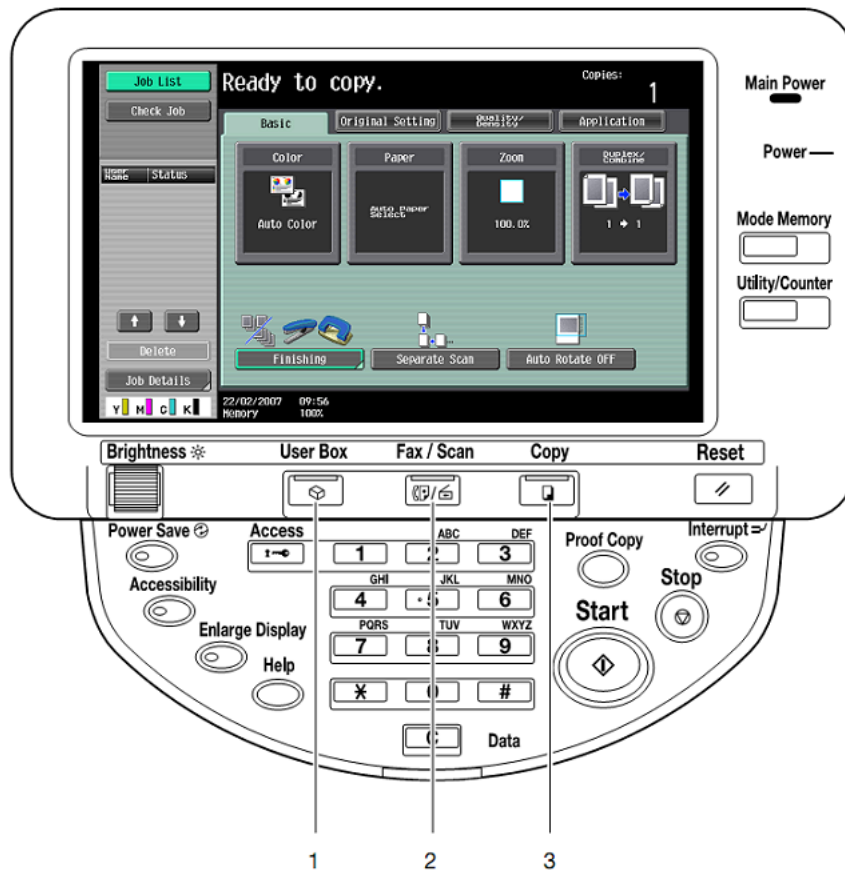 Job List
Ready to copy.
Copies:
1
Check Job
Basic
Original Setting
Quality/
Density
Application
Main Power
Power
Mode Memory
Utility/Counter
User
Name
Status
Color
Auto Color
Paper
Auto Paper
Select
Zoom
100.0%
Duplex/
Combine
1 → 1
Delete
Job Details
Finishing
Separate Scan
Auto Rotate OFF
Y M C K
22/02/2007 09:56
Memory 100%
Brightness
User Box
Fax / Scan
Copy
Reset
Power Save
Access
Accessibility
Enlarge Display
Help
ABC
DEF
1 2 3
GHI
JKL
MNO
4 5 6
PQRS
TUV
WXYZ
7 8 9
* 0 #
C
Data
Proof Copy
Interrupt
Stop
Start
1
2
3